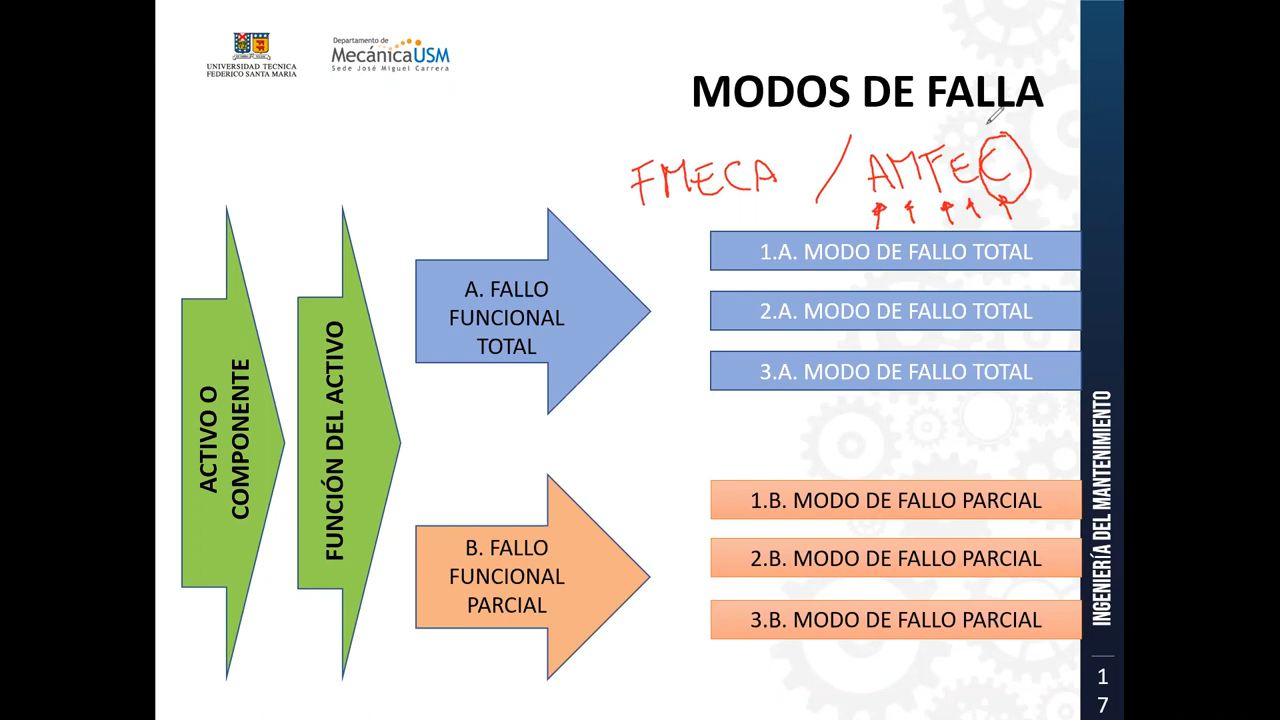 UNIVERSIDAD TECNICA
FEDERICO SANTA MARIA
Departamento de
MecánicaUSM
Sede José Miguel Carrera
MODOS DE FALLA
FMECA / AMFEC
ACTIVO O
COMPONENTE
FUNCIÓN DEL ACTIVO
A. FALLO
FUNCIONAL
TOTAL
1.A. MODO DE FALLO TOTAL
2.A. MODO DE FALLO TOTAL
3.A. MODO DE FALLO TOTAL
B. FALLO
FUNCIONAL
PARCIAL
1.B. MODO DE FALLO PARCIAL
2.B. MODO DE FALLO PARCIAL
3.B. MODO DE FALLO PARCIAL
INGENIERÍA DEL MANTENIMIENTO
1
7